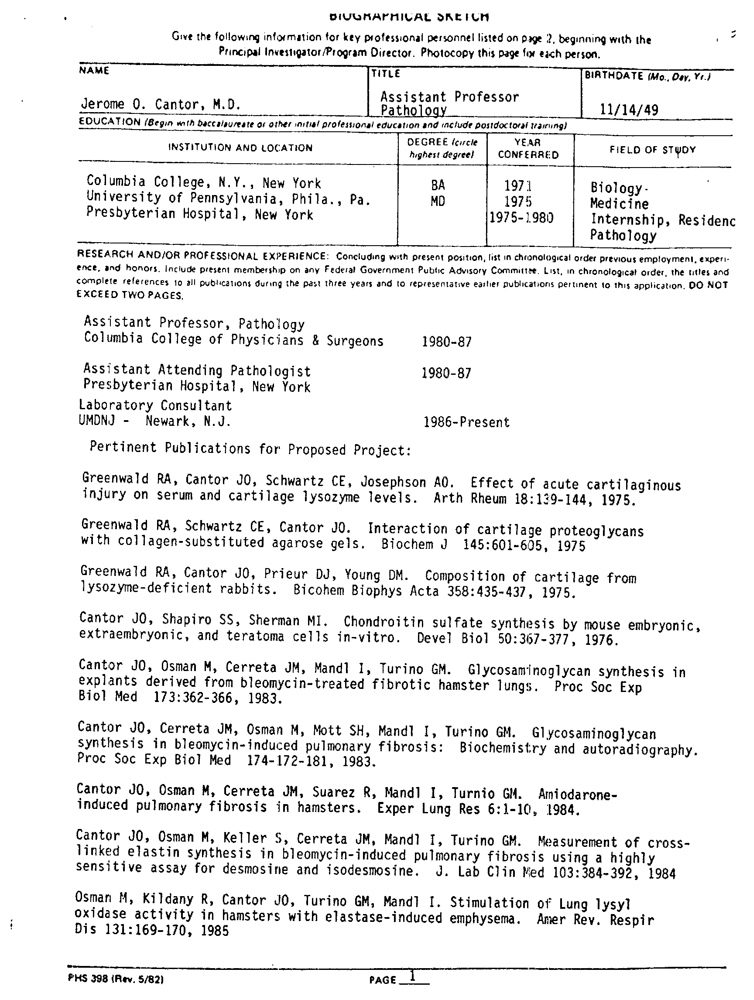 BIOGRAPHICAL SKETCH
Give the following information for key professional personnel listed on page 2, beginning with the
Principal Investigator/Program Director. Photocopy this page for each person.
NAME
TITLE
BIRTHDATE (Mo., Day, Yr.)
Jerome O. Cantor, M.D.
Assistant Professor
Pathology
11/14/49
EDUCATION (Begin with baccalaureate or other initial professional education and include postdoctoral training)
INSTITUTION AND LOCATION
DEGREE (circle
highest degree)
YEAR
CONFERRED
FIELD OF STUDY
Columbia College, N.Y., New York BA 1971 Biology
University of Pennsylvania, Phila., Pa. MD 1975 Medicine
Presbyterian Hospital, New York 1975-1980 Internship, Residenc
Pathology
RESEARCH AND/OR PROFESSIONAL EXPERIENCE: Concluding with present position, list in chronological order previous employment, experi-
ence, and honors. Include present membership on any Federal Government Public Advisory Committee. List, in chronological order, the titles and
complete references to all publications during the past three years and to representative earlier publications pertinent to this application. DO NOT
EXCEED TWO PAGES.
Assistant Professor, Pathology
Columbia College of Physicians & Surgeons 1980-87
Assistant Attending Pathologist 1980-87
Presbyterian Hospital, New York
Laboratory Consultant
UMDNJ - Newark, N.J. 1986-Present
Pertinent Publications for Proposed Project:
Greenwald RA, Cantor JO, Schwartz CE, Josephson AO. Effect of acute cartilaginous
injury on serum and cartilage lysozyme levels. Arth Rheum 18:139-144, 1975.
Greenwald RA, Schwartz CE, Cantor JO. Interaction of cartilage proteoglycans
with collagen-substituted agarose gels. Biochem J 145:601-605, 1975
Greenwald RA, Cantor JO, Prieur DJ, Young DM. Composition of cartilage from
lysozyme-deficient rabbits. Bicohem Biophys Acta 358:435-437, 1975.
Cantor JO, Shapiro SS, Sherman MI. Chondroitin sulfate synthesis by mouse embryonic,
extraembryonic, and teratoma cells in-vitro. Devel Biol 50:367-377, 1976.
Cantor JO, Osman M, Cerreta JM, Mandl I, Turino GM. Glycosaminoglycan synthesis in
explants derived from bleomycin-treated fibrotic hamster lungs. Proc Soc Exp
Biol Med 173:362-366, 1983.
Cantor JO, Cerreta JM, Osman M, Mott SH, Mandl I, Turino GM. Glycosaminoglycan
synthesis in bleomycin-induced pulmonary fibrosis: Biochemistry and autoradiography.
Proc Soc Exp Biol Med 174-172-181, 1983.
Cantor JO, Osman M, Cerreta JM, Suarez R, Mandl I, Turnio GM. Amiodarone-
induced pulmonary fibrosis in hamsters. Exper Lung Res 6:1-10, 1984.
Cantor JO, Osman M, Keller S, Cerreta JM, Mandl I, Turino GM. Measurement of cross-
linked elastin synthesis in bleomycin-induced pulmonary fibrosis using a highly
sensitive assay for desmosine and isodesmosine. J. Lab Clin Med 103:384-392, 1984
Osman M, Kildany R, Cantor JO, Turino GM, Mandl I. Stimulation of Lung lysyl
oxidase activity in hamsters with elastase-induced emphysema. Amer Rev. Respir
Dis 131:169-170, 1985
PHS 398 (Rev. 5/82)
PAGE 1